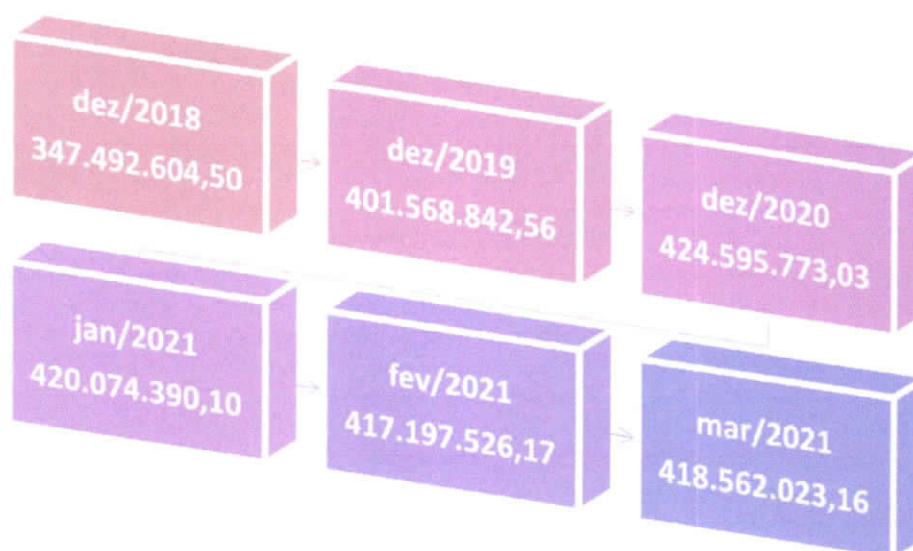 dez/2018
347.492.604,50
dez/2019
401.568.842,56
dez/2020
424.595.773,03
jan/2021
420.074.390,10
fev/2021
417.197.526,17
mar/2021
418.562.023,16